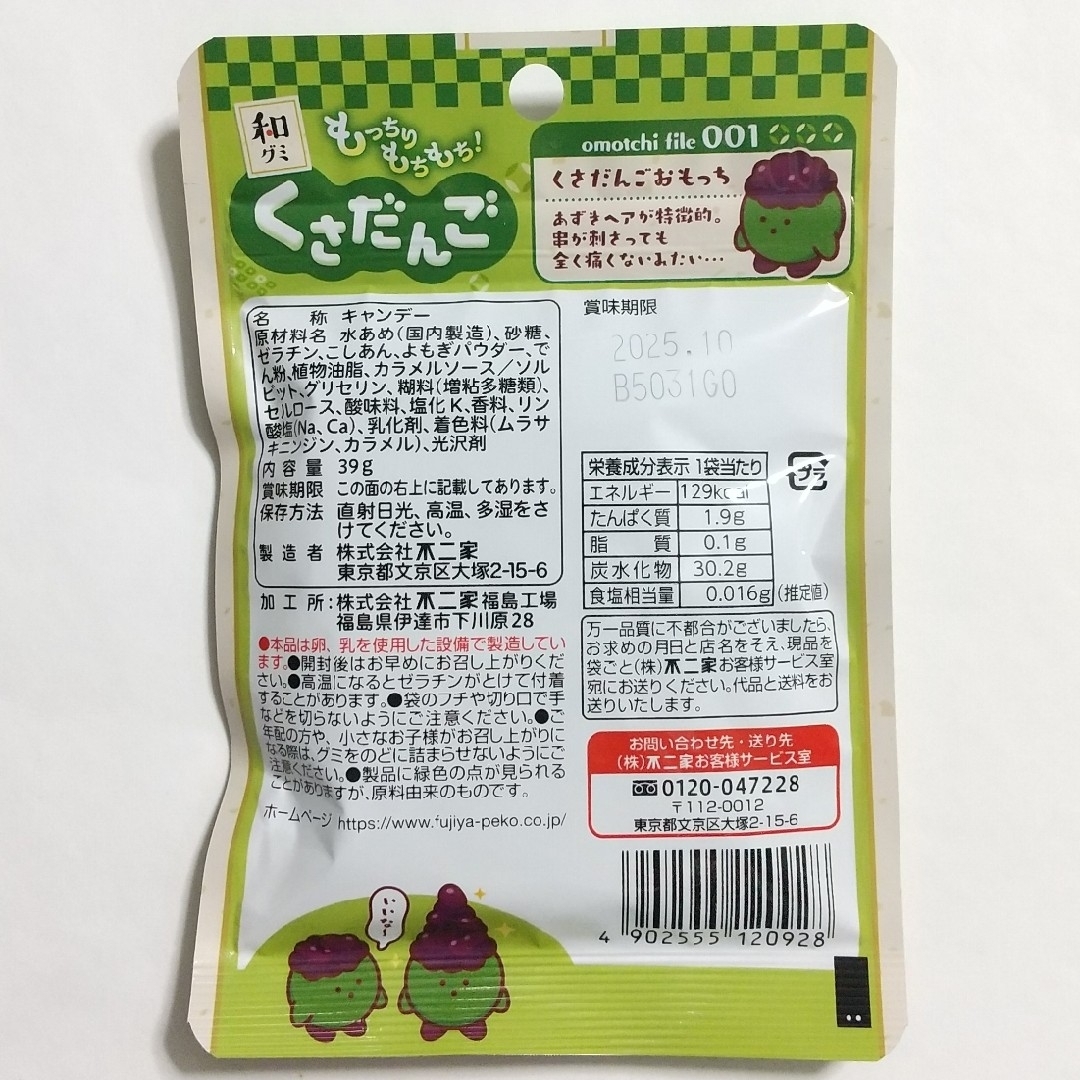 和
グミ
もっちり
もちもち!
くさだんご
omotchi file 001
くさだんごおもっち
あずきヘアが特徴的。
串が刺さっても
全く痛くないみたい…
名称 キャンデー
原材料名 水あめ(国内製造)、砂糖、
ゼラチン、こしあん、よもぎパウダー、で
ん粉、植物油脂、カラメルソース/ソル
ビット、グリセリン、糊料(増粘多糖類)、
セルロース、酸味料、塩化K、香料、リン
酸塩(Na、Ca)、乳化剤、着色料(ムラサ
キニンジン、カラメル)、光沢剤
内容量 39g
賞味期限 この面の右上に記載してあります。
保存方法 直射日光、高温、多湿をさ
けてください。
製造者 株式会社不二家
東京都文京区大塚2-15-6
加工所:株式会社不二家福島工場
福島県伊達市下川原28
●本品は卵、乳を使用した設備で製造してい
ます。●開封後はお早めにお召し上がりくだ
さい。●高温になるとゼラチンがとけて付着
することがあります。●袋のフチや切り口で手
などを切らないようにご注意ください。●ご
年配の方や、小さなお子様がお召し上がりに
なる際は、グミをのどに詰まらせないようにご
注意ください。●製品に緑色の点が見られる
ことがありますが、原料由来のものです。
ホームページ https://www.fujiya-peko.co.jp/
賞味期限
2025.10
B5031G0
栄養成分表示 1袋当たり
エネルギー 129kcal
たんぱく質 1.9g
脂質 0.1g
炭水化物 30.2g
食塩相当量 0.016g (推定値)
プラ
万一品質に不都合がございましたら、
お求めの月日と店名をそえ、現品を
袋ごと(株)不二家お客様サービス室
宛にお送りください。代品と送料をお
送りいたします。
お問い合わせ先・送り先
(株)不二家お客様サービス室
0120-047228
〒112-0012
東京都文京区大塚2-15-6
4 902555 120928
いいな〜